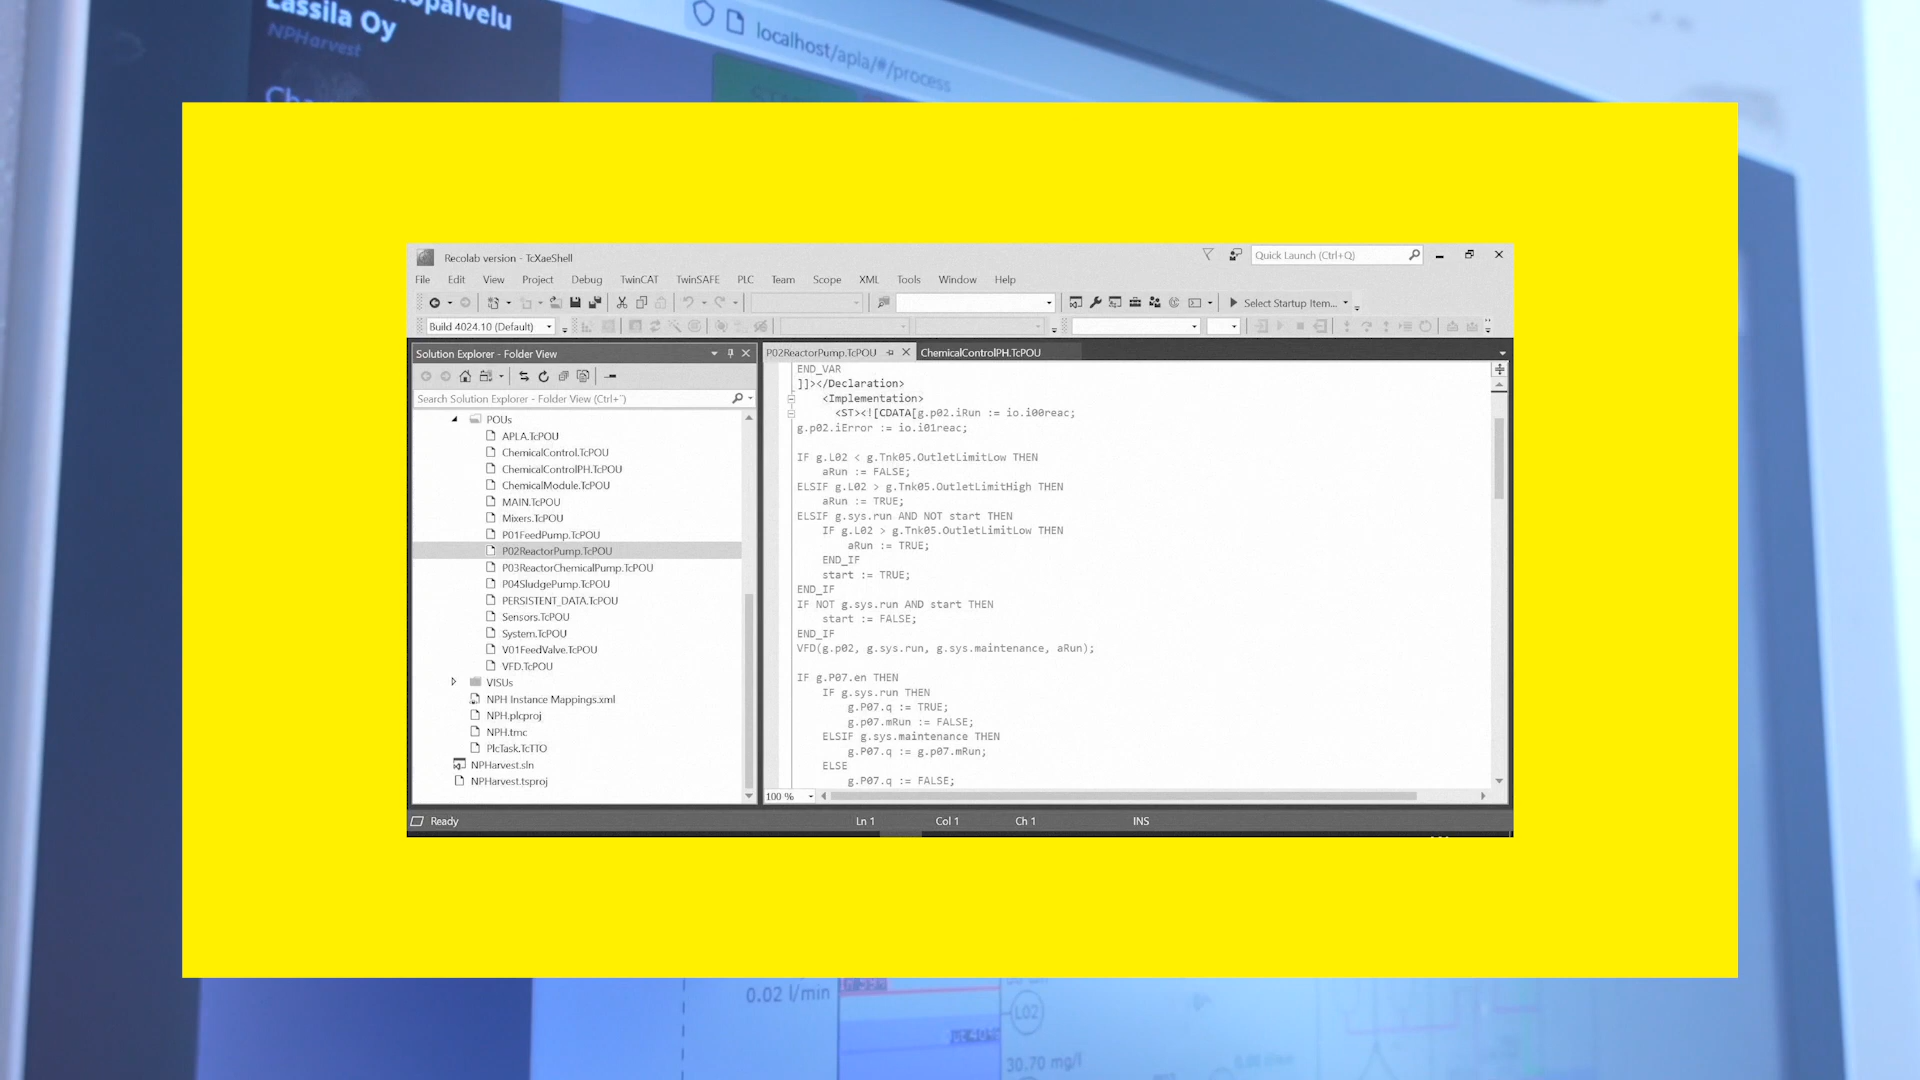 Lassila Oy
NPHarvest
localhost/apla/*/process
Recolab version - TcXaeShell
Quick Launch (Ctrl+Q)
File Edit View Project Debug TwinCAT TwinSAFE PLC Team Scope XML Tools Window Help
Select Startup Item...
Build 4024.10 (Default)
Solution Explorer - Folder View
Search Solution Explorer - Folder View (Ctrl+¨)
POUs
APLA.TcPOU
ChemicalControl.TcPOU
ChemicalControlPH.TcPOU
ChemicalModule.TcPOU
MAIN.TcPOU
Mixers.TcPOU
P01FeedPump.TcPOU
P02ReactorPump.TcPOU
P03ReactorChemicalPump.TcPOU
P04SludgePump.TcPOU
PERSISTENT_DATA.TcPOU
Sensors.TcPOU
System.TcPOU
V01FeedValve.TcPOU
VFD.TcPOU
VISUs
NPH Instance Mappings.xml
NPH.plcproj
NPH.tmc
PlcTask.TcTTO
NPHarvest.sln
NPHarvest.tsproj
P02ReactorPump.TcPOU ChemicalControlPH.TcPOU
END_VAR
]]></Declaration>
<Implementation>
<ST><![CDATA[g.p02.iRun := io.i00reac;
g.p02.iError := io.i01reac;
IF g.L02 < g.Tnk05.OutletLimitLow THEN
aRun := FALSE;
ELSIF g.L02 > g.Tnk05.OutletLimitHigh THEN
aRun := TRUE;
ELSIF g.sys.run AND NOT start THEN
IF g.L02 > g.Tnk05.OutletLimitLow THEN
aRun := TRUE;
END_IF
start := TRUE;
END_IF
IF NOT g.sys.run AND start THEN
start := FALSE;
END_IF
VFD(g.p02, g.sys.run, g.sys.maintenance, aRun);
IF g.P07.en THEN
IF g.sys.run THEN
g.P07.q := TRUE;
g.p07.mRun := FALSE;
ELSIF g.sys.maintenance THEN
g.P07.q := g.p07.mRun;
ELSE
g.P07.q := FALSE;
100 %
Ready Ln 1 Col 1 Ch 1 INS
0.02 l/min
L02
30.70 mg/l